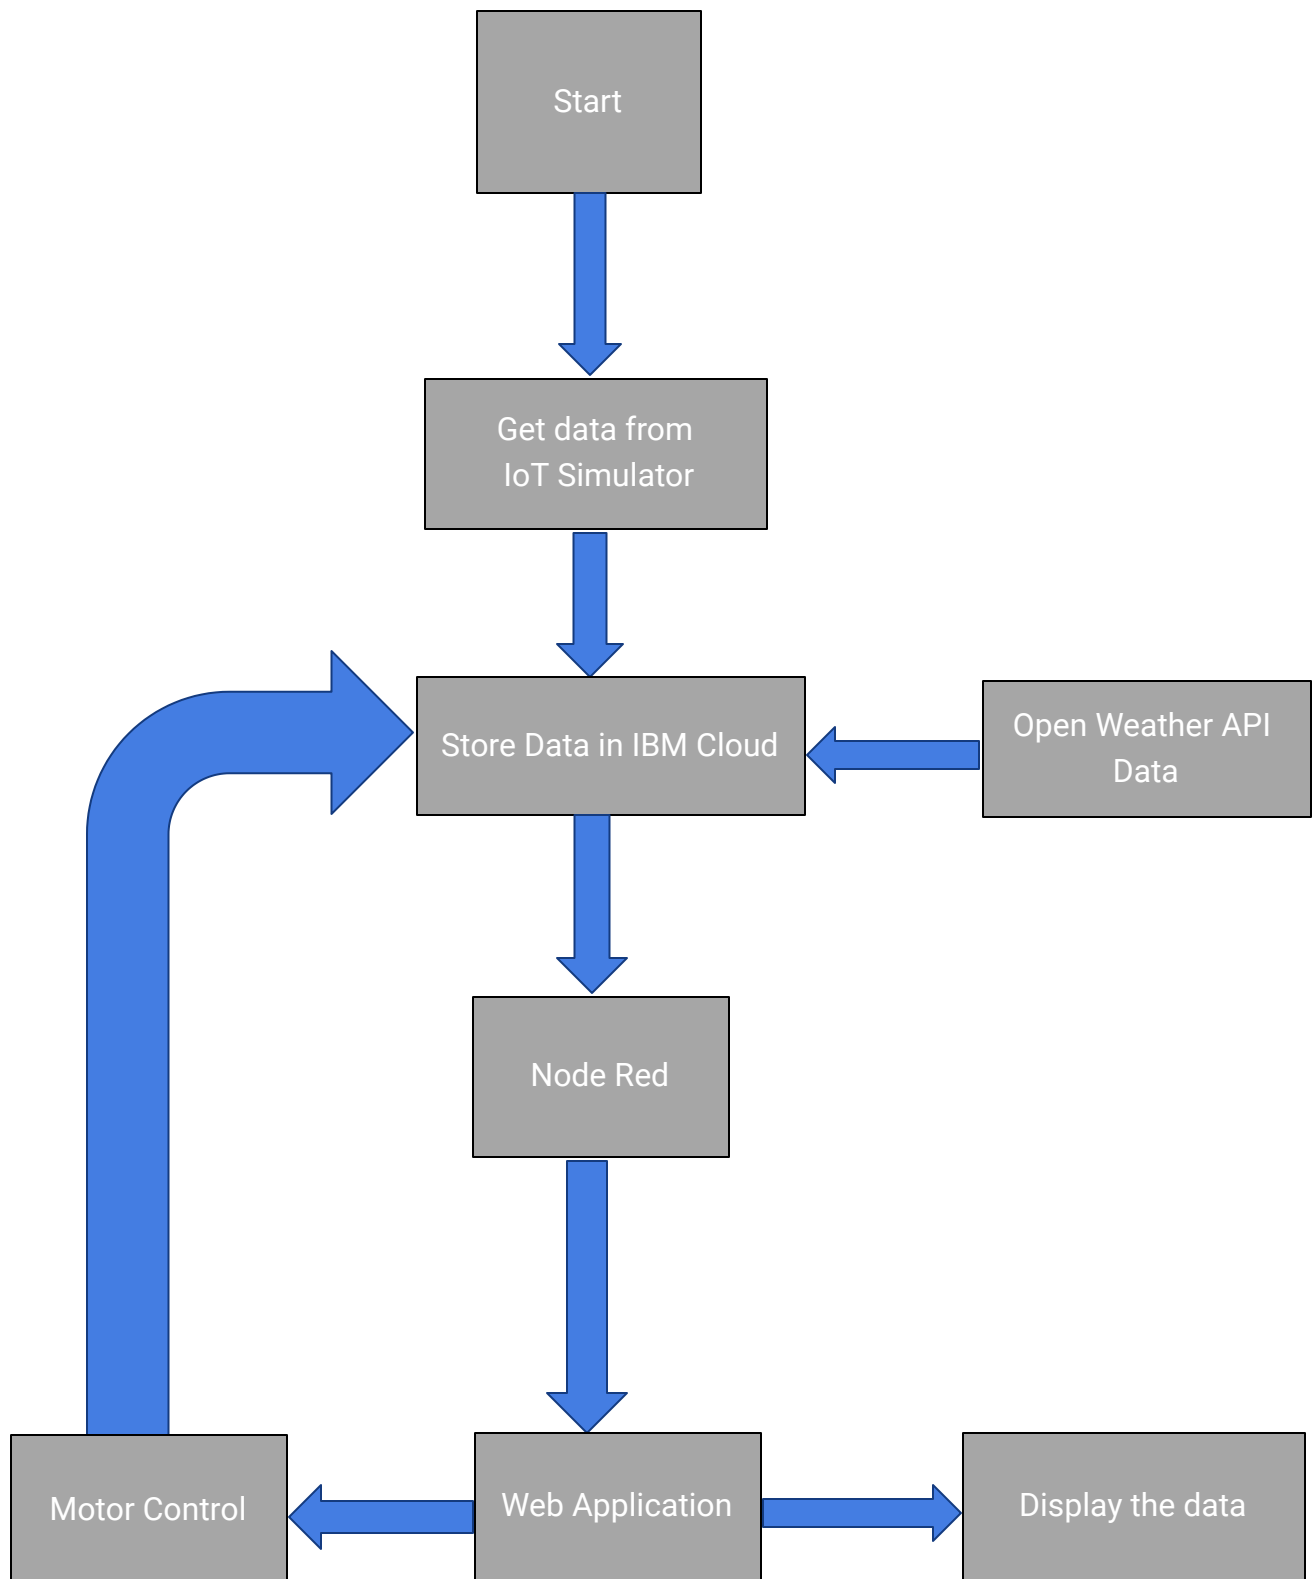 Start
Get data from
IoT Simulator
Store Data in IBM Cloud
Open Weather API
Data
Node Red
Motor Control
Web Application
Display the data